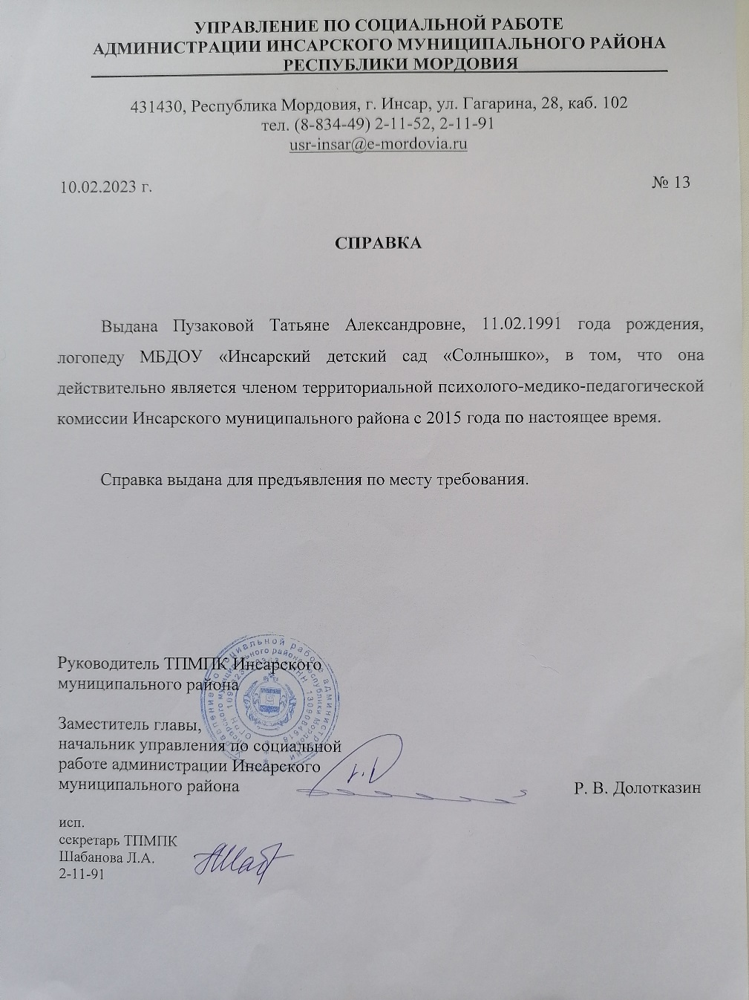 УПРАВЛЕНИЕ ПО СОЦИАЛЬНОЙ РАБОТЕ
АДМИНИСТРАЦИИ ИНСАРСКОГО МУНИЦИПАЛЬНОГО РАЙОНА
РЕСПУБЛИКИ МОРДОВИЯ
431430, Республика Мордовия, г. Инсар, ул. Гагарина, 28, каб. 102
тел. (8-834-49) 2-11-52, 2-11-91
usr-insar@e-mordovia.ru
10.02.2023 г.
№ 13
СПРАВКА
Выдана Пузаковой Татьяне Александровне, 11.02.1991 года рождения,
логопеду МБДОУ «Инсарский детский сад «Солнышко», в том, что она
действительно является членом территориальной психолого-медико-педагогической
комиссии Инсарского муниципального района с 2015 года по настоящее время.
Справка выдана для предъявления по месту требования.
Руководитель ТПМПК Инсарского
муниципального района
Заместитель главы,
начальник управления по социальной
работе администрации Инсарского
муниципального района
Р. В. Долотказин
исп.
секретарь ТПМПК
Шабанова Л.А.
2-11-91